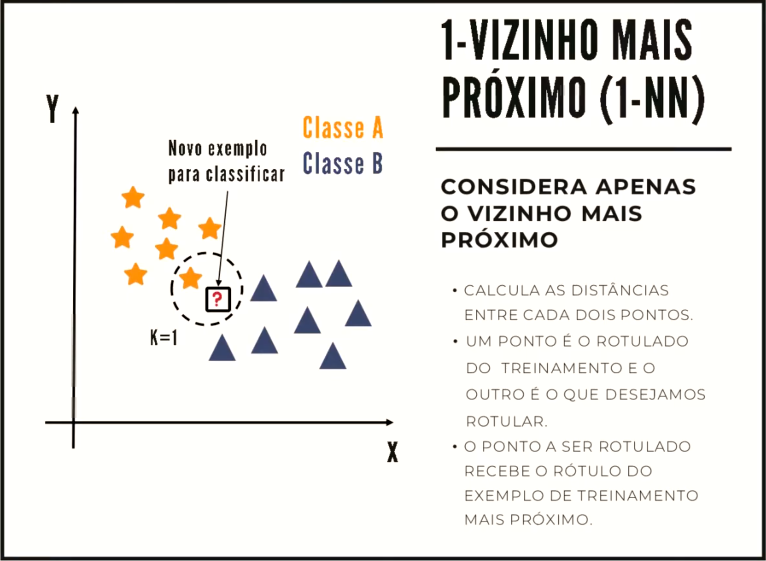 1-VIZINHO MAIS
PRÓXIMO (1-NN)
Y
Classe A
Classe B
Novo exemplo
para classificar
?
K=1
X
CONSIDERA APENAS
O VIZINHO MAIS
PRÓXIMO
• CALCULA AS DISTÂNCIAS
ENTRE CADA DOIS PONTOS.
• UM PONTO É O ROTULADO
DO TREINAMENTO E O
OUTRO É O QUE DESEJAMOS
ROTULAR.
• O PONTO A SER ROTULADO
RECEBE O RÓTULO DO
EXEMPLO DE TREINAMENTO
MAIS PRÓXIMO.